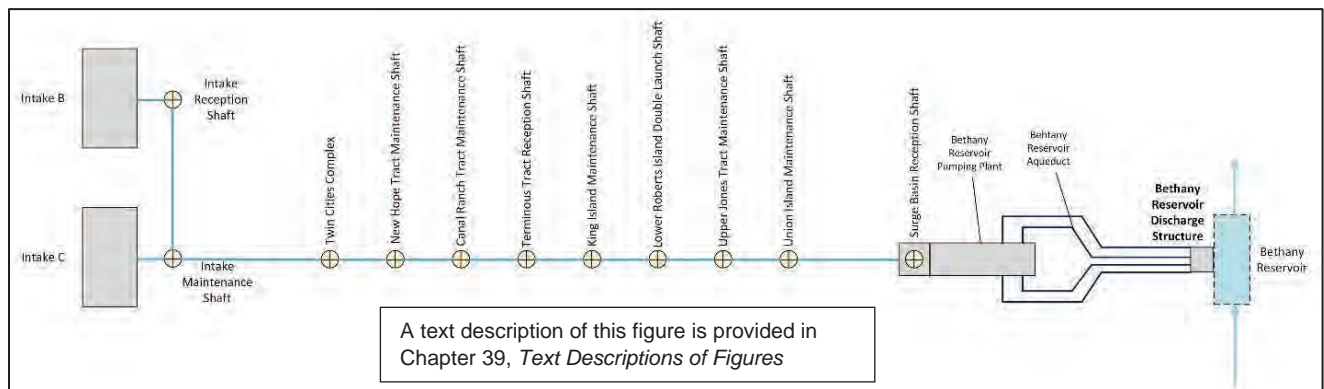 Intake B
Intake
Reception
Shaft
Intake C
Intake
Maintenance
Shaft
Twin Cities Complex
New Hope Tract Maintenance Shaft
Canal Ranch Tract Maintenance Shaft
Terminous Tract Reception Shaft
King Island Maintenance Shaft
Lower Roberts Island Double Launch Shaft
Upper Jones Tract Maintenance Shaft
Union Island Maintenance Shaft
Surge Basin Reception Shaft
Bethany
Reservoir
Pumping Plant
Behtany
Reservoir
Aqueduct
Bethany
Reservoir
Discharge
Structure
Bethany
Reservoir
A text description of this figure is provided in
Chapter 39, Text Descriptions of Figures